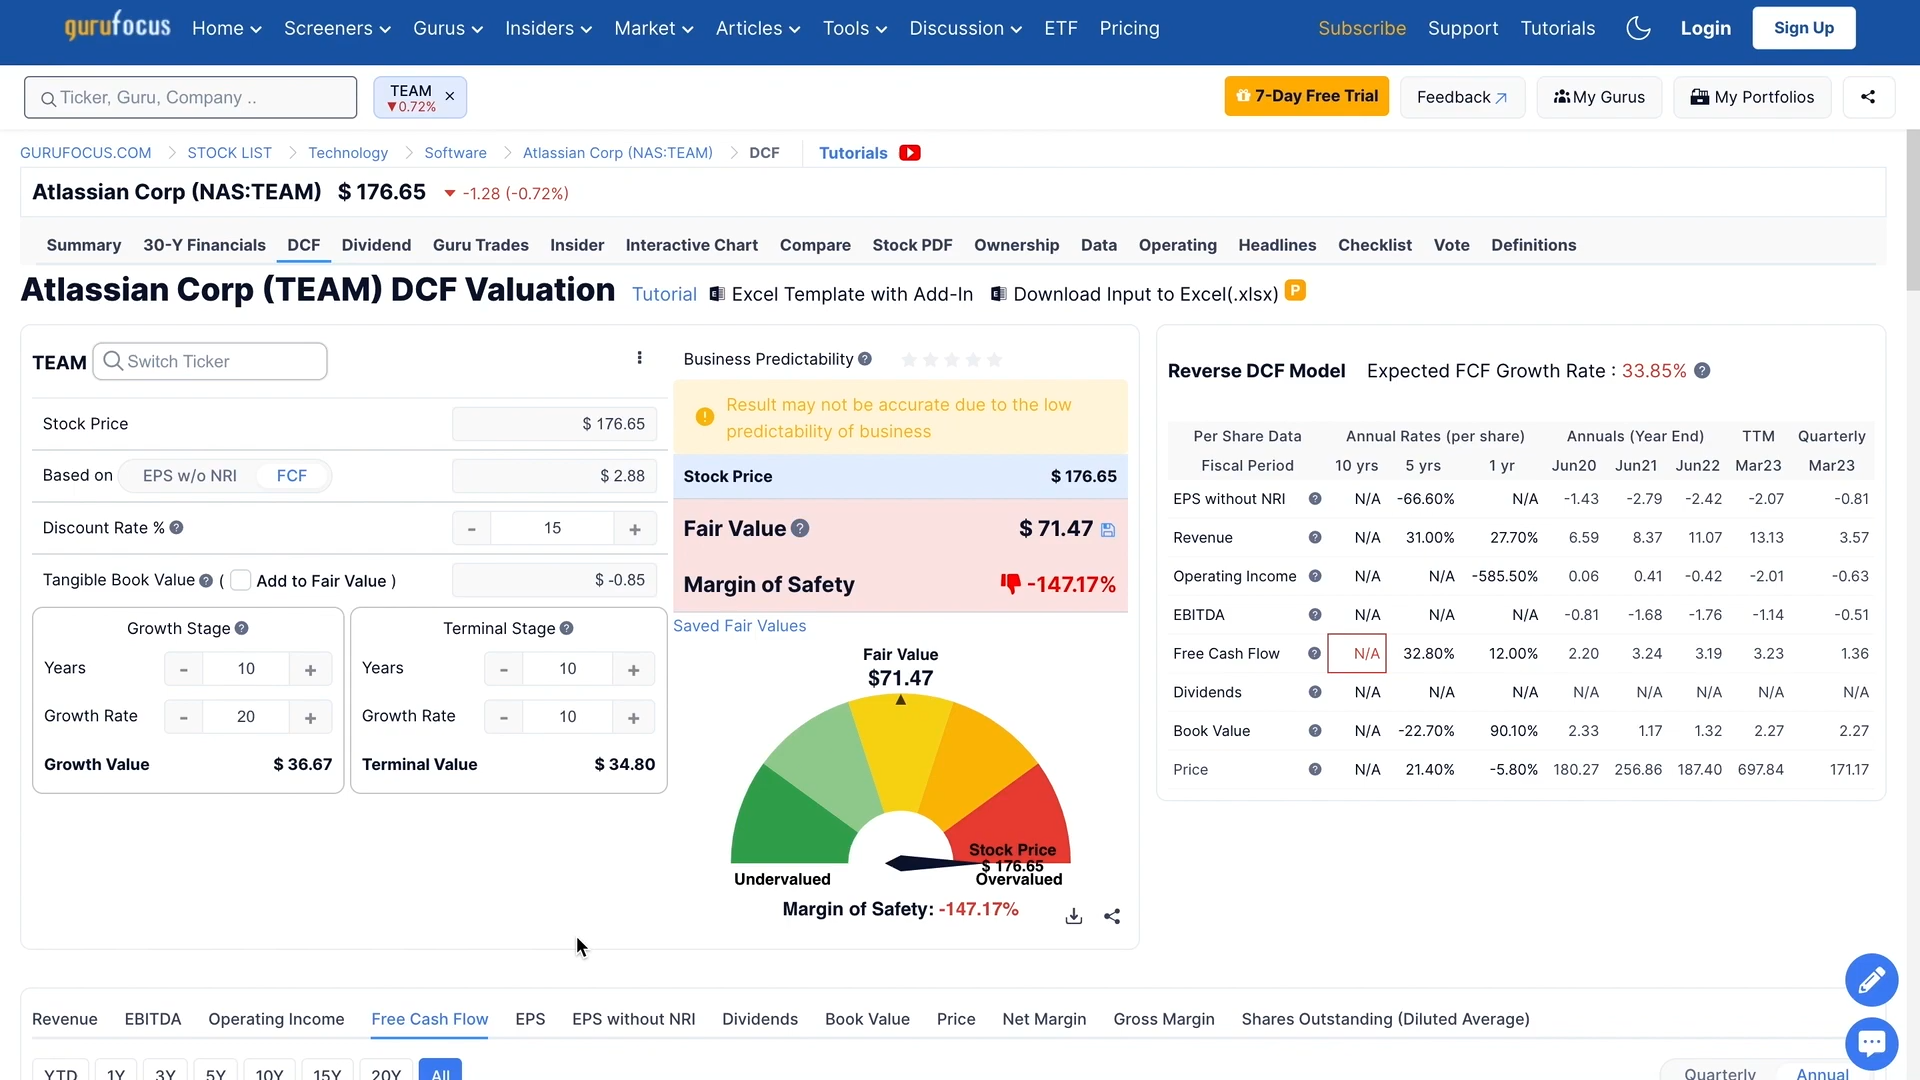 gurufocus Home Screeners Gurus Insiders Market Articles Tools Discussion ETF Pricing Subscribe Support Tutorials Login Sign Up
Ticker, Guru, Company .. TEAM ▼0.72% × 7-Day Free Trial Feedback My Gurus My Portfolios
GURUFOCUS.COM STOCK LIST Technology Software Atlassian Corp (NAS:TEAM) DCF Tutorials
Atlassian Corp (NAS:TEAM) $ 176.65 ▼ -1.28 (-0.72%)
Summary 30-Y Financials DCF Dividend Guru Trades Insider Interactive Chart Compare Stock PDF Ownership Data Operating Headlines Checklist Vote Definitions
Atlassian Corp (TEAM) DCF Valuation Tutorial Excel Template with Add-In Download Input to Excel(.xlsx) P
TEAM Switch Ticker
Stock Price $ 176.65
Based on EPS w/o NRI FCF $ 2.88
Discount Rate % - 15 +
Tangible Book Value ( Add to Fair Value ) $ -0.85
Growth Stage
Years - 10 +
Growth Rate - 20 +
Growth Value $ 36.67
Terminal Stage
Years - 10 +
Growth Rate - 10 +
Terminal Value $ 34.80
Business Predictability
Result may not be accurate due to the low
predictability of business
Stock Price $ 176.65
Fair Value $ 71.47
Margin of Safety -147.17%
Saved Fair Values
Fair Value
$71.47
Stock Price
$ 176.65
Undervalued Overvalued
Margin of Safety: -147.17%
Reverse DCF Model Expected FCF Growth Rate : 33.85%
Per Share Data Annual Rates (per share) Annuals (Year End) TTM Quarterly
Fiscal Period 10 yrs 5 yrs 1 yr Jun20 Jun21 Jun22 Mar23 Mar23
EPS without NRI N/A -66.60% N/A -1.43 -2.79 -2.42 -2.07 -0.81
Revenue N/A 31.00% 27.70% 6.59 8.37 11.07 13.13 3.57
Operating Income N/A N/A -585.50% 0.06 0.41 -0.42 -2.01 -0.63
EBITDA N/A N/A N/A -0.81 -1.68 -1.76 -1.14 -0.51
Free Cash Flow N/A 32.80% 12.00% 2.20 3.24 3.19 3.23 1.36
Dividends N/A N/A N/A N/A N/A N/A N/A N/A
Book Value N/A -22.70% 90.10% 2.33 1.17 1.32 2.27 2.27
Price N/A 21.40% -5.80% 180.27 256.86 187.40 697.84 171.17
Revenue EBITDA Operating Income Free Cash Flow EPS EPS without NRI Dividends Book Value Price Net Margin Gross Margin Shares Outstanding (Diluted Average)
YTD 1Y 3Y 5Y 10Y 15Y 20Y All Quarterly Annual